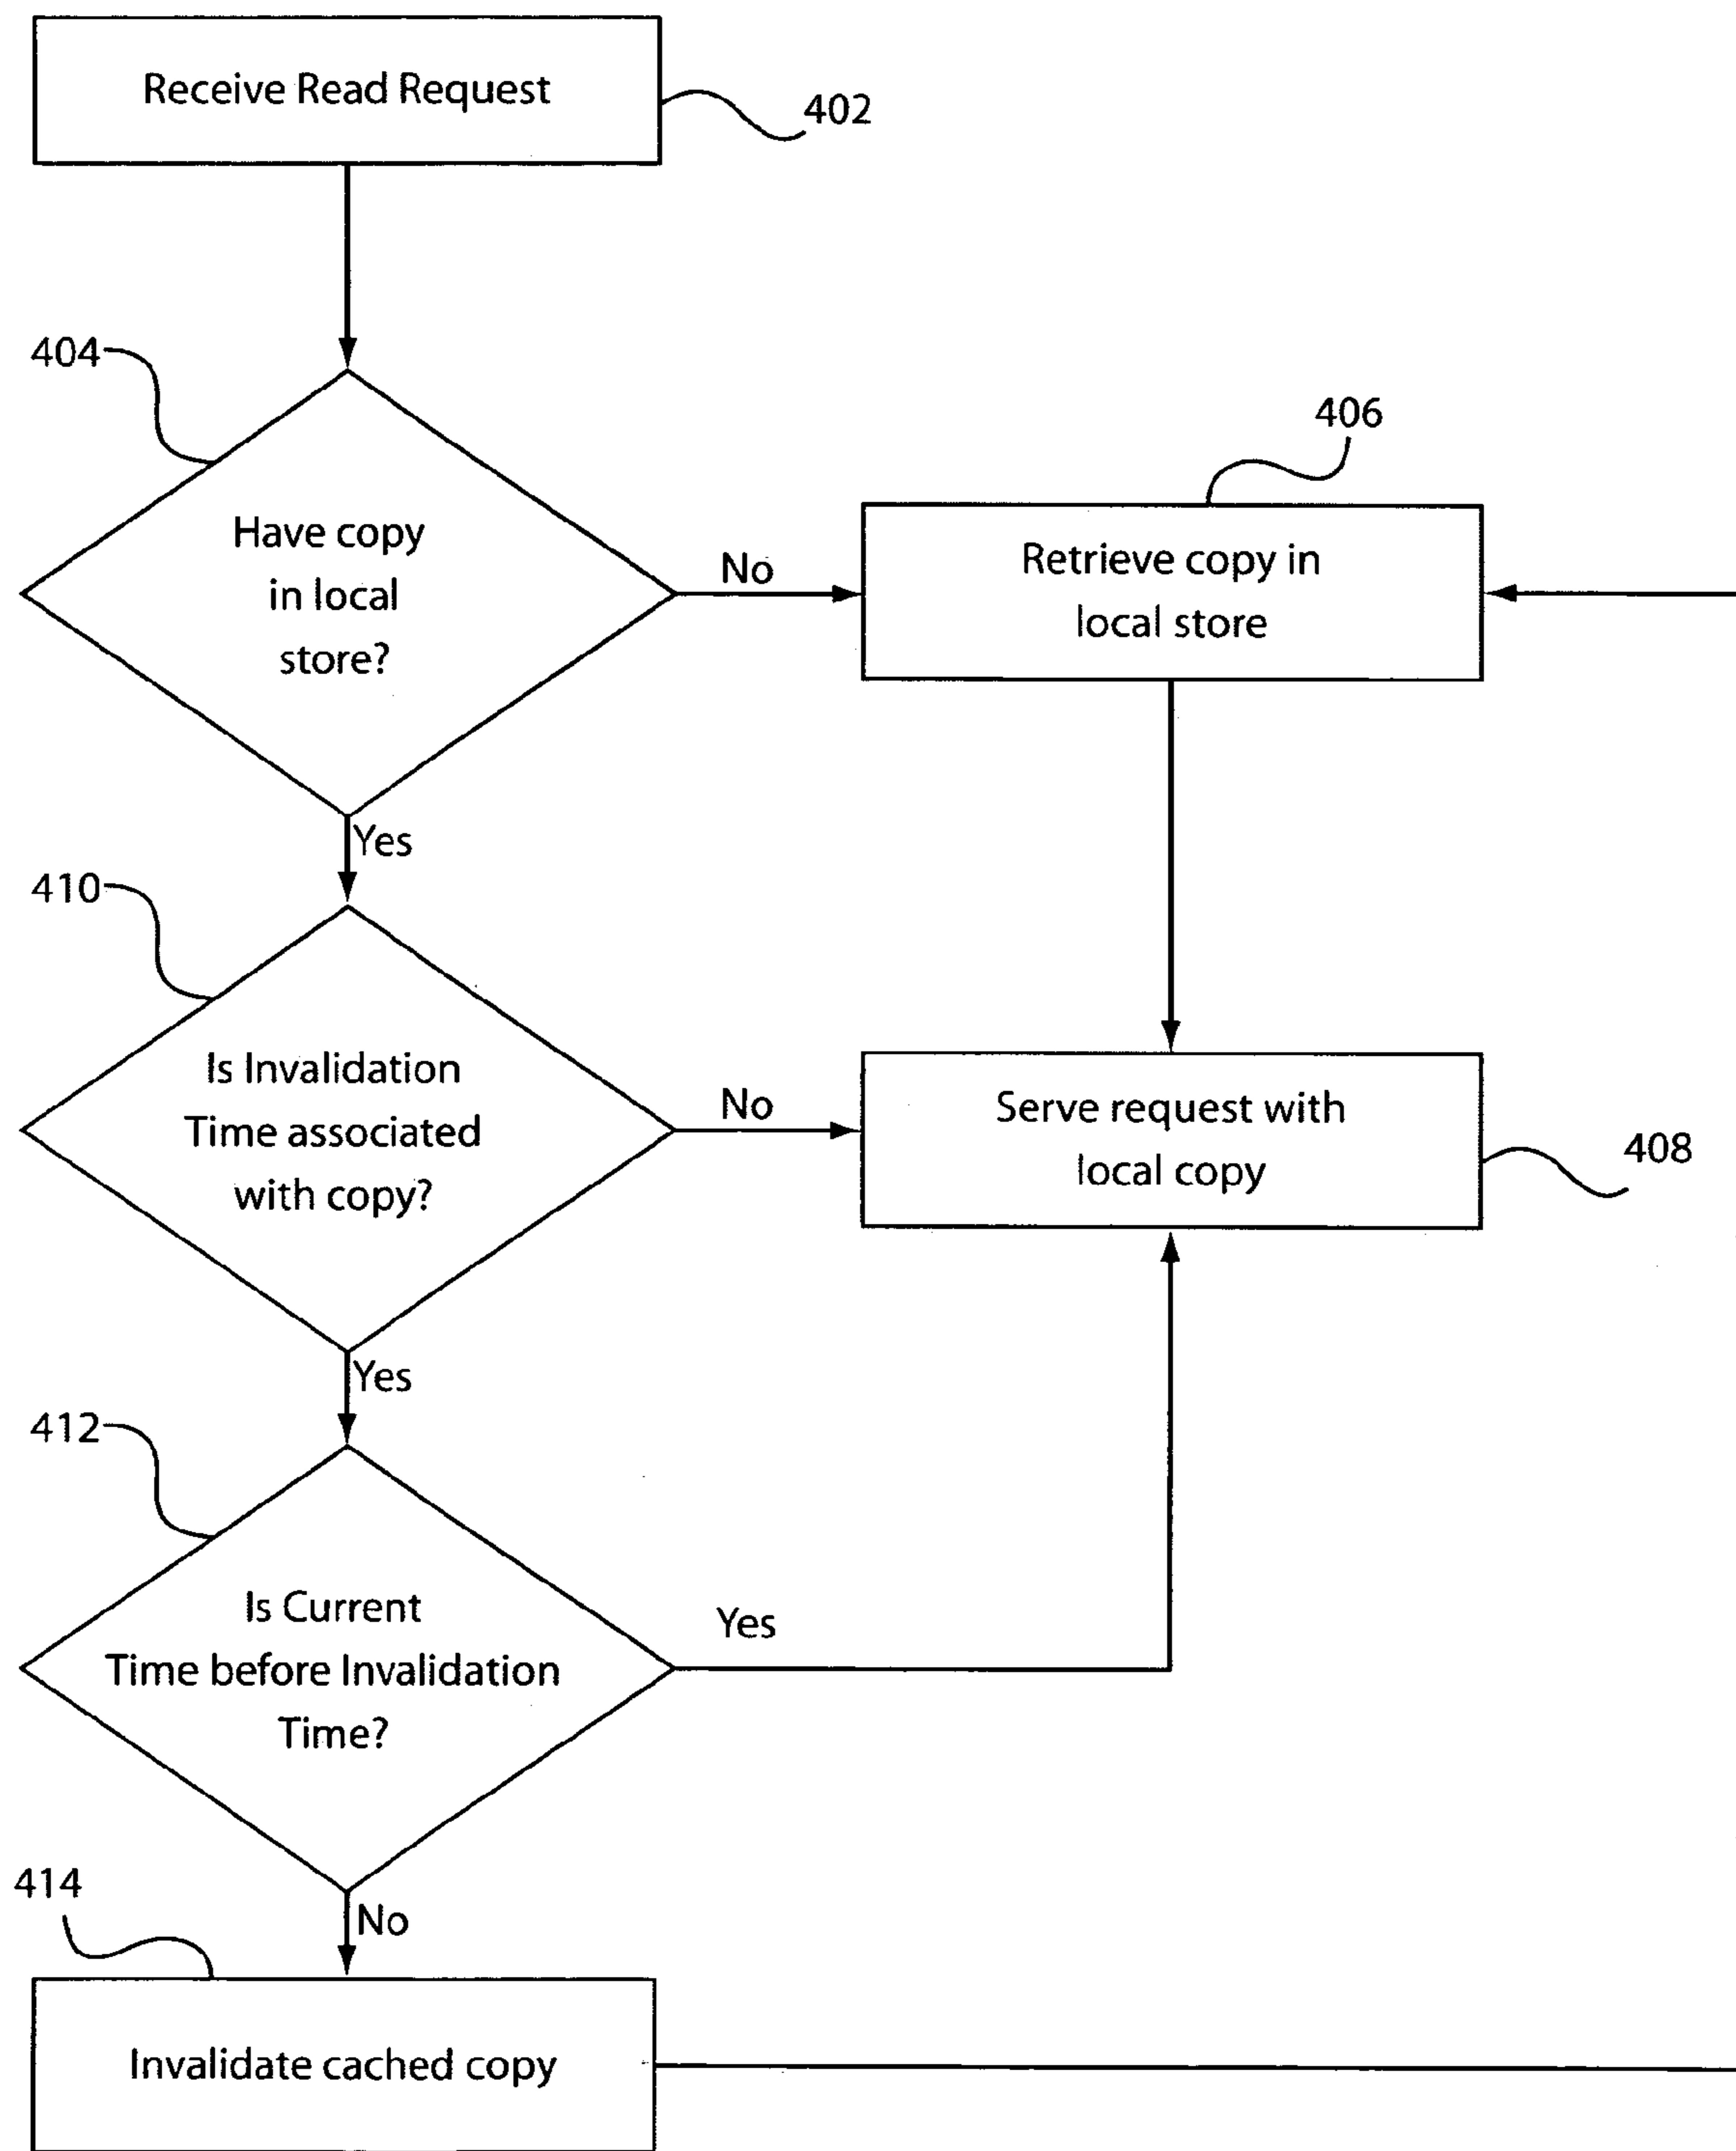 Receive Read Request
402
404
Have copy
in local
store?
No
406
Retrieve copy in
local store
Yes
410
Is Invalidation
Time associated
with copy?
No
Serve request with
local copy
408
Yes
412
Is Current
Time before Invalidation
Time?
Yes
No
414
Invalidate cached copy